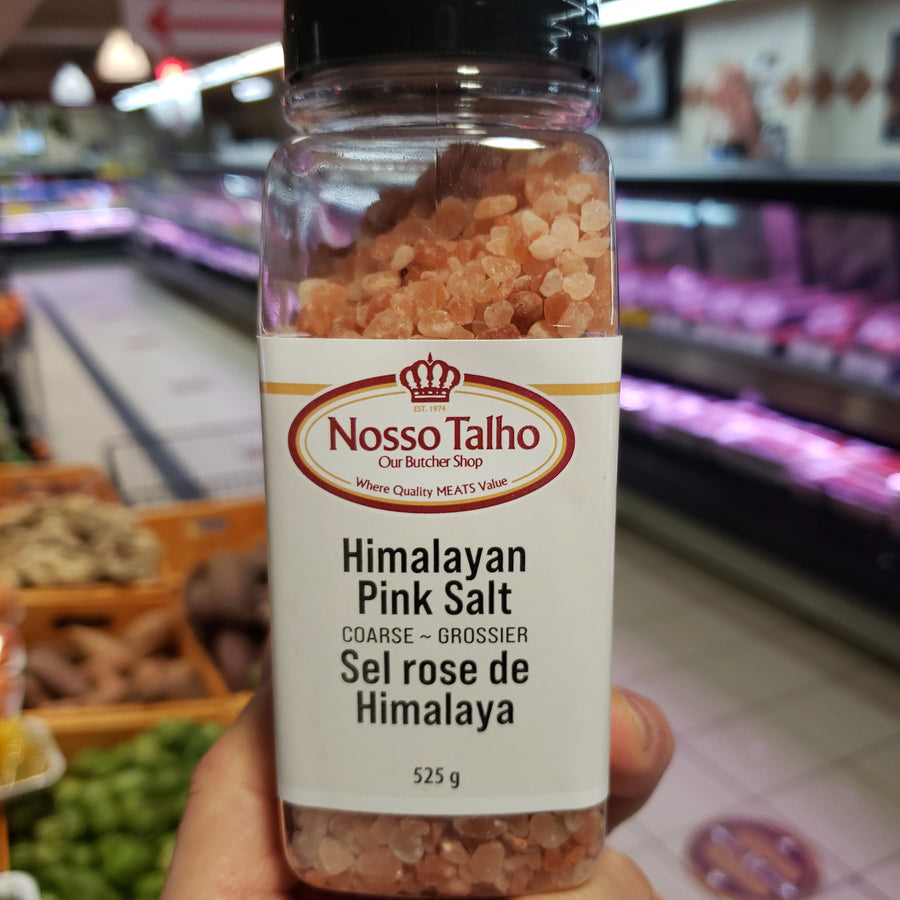 EST. 1974
Nosso Talho
Our Butcher Shop
Where Quality MEATS Value
Himalayan
Pink Salt
COARSE ~ GROSSIER
Sel rose de
Himalaya
525 g